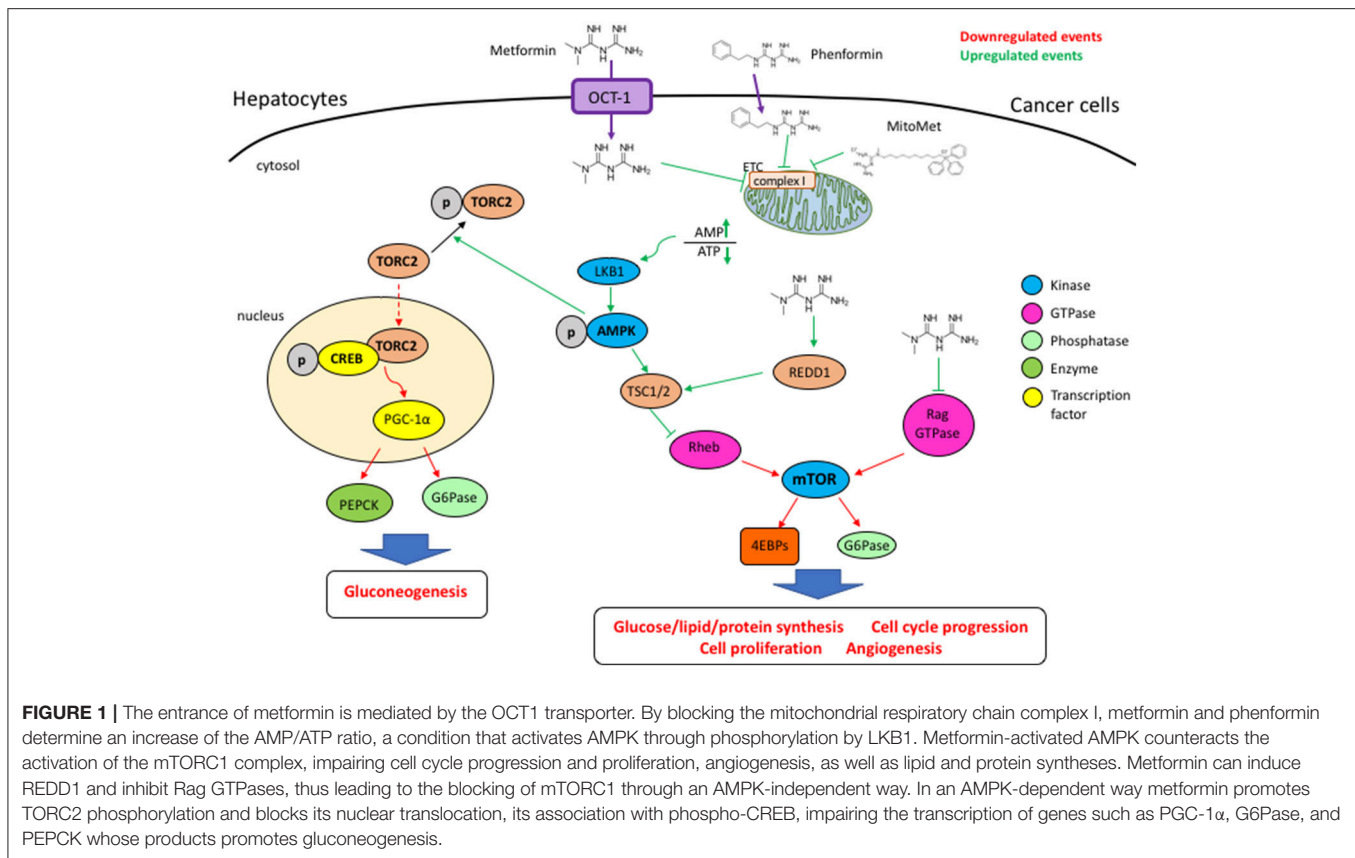 Metformin
Phenformin
Downregulated events
Upregulated events
Hepatocytes
OCT-1
Cancer cells
MitoMet
cytosol
ETC
complex I
p
TORC2
AMP
ATP
TORC2
LKB1
nucleus
Kinase
GTPase
Phosphatase
Enzyme
Transcription
factor
p
AMPK
p
CREB
TORC2
REDD1
TSC1/2
PGC-1α
Rag
GTPase
Rheb
mTOR
PEPCK
G6Pase
4EBPs
G6Pase
Gluconeogenesis
Glucose/lipid/protein synthesis Cell cycle progression
Cell proliferation Angiogenesis
FIGURE 1 | The entrance of metformin is mediated by the OCT1 transporter. By blocking the mitochondrial respiratory chain complex I, metformin and phenformin
determine an increase of the AMP/ATP ratio, a condition that activates AMPK through phosphorylation by LKB1. Metformin-activated AMPK counteracts the
activation of the mTORC1 complex, impairing cell cycle progression and proliferation, angiogenesis, as well as lipid and protein syntheses. Metformin can induce
REDD1 and inhibit Rag GTPases, thus leading to the blocking of mTORC1 through an AMPK-independent way. In an AMPK-dependent way metformin promotes
TORC2 phosphorylation and blocks its nuclear translocation, its association with phospho-CREB, impairing the transcription of genes such as PGC-1α, G6Pase, and
PEPCK whose products promotes gluconeogenesis.